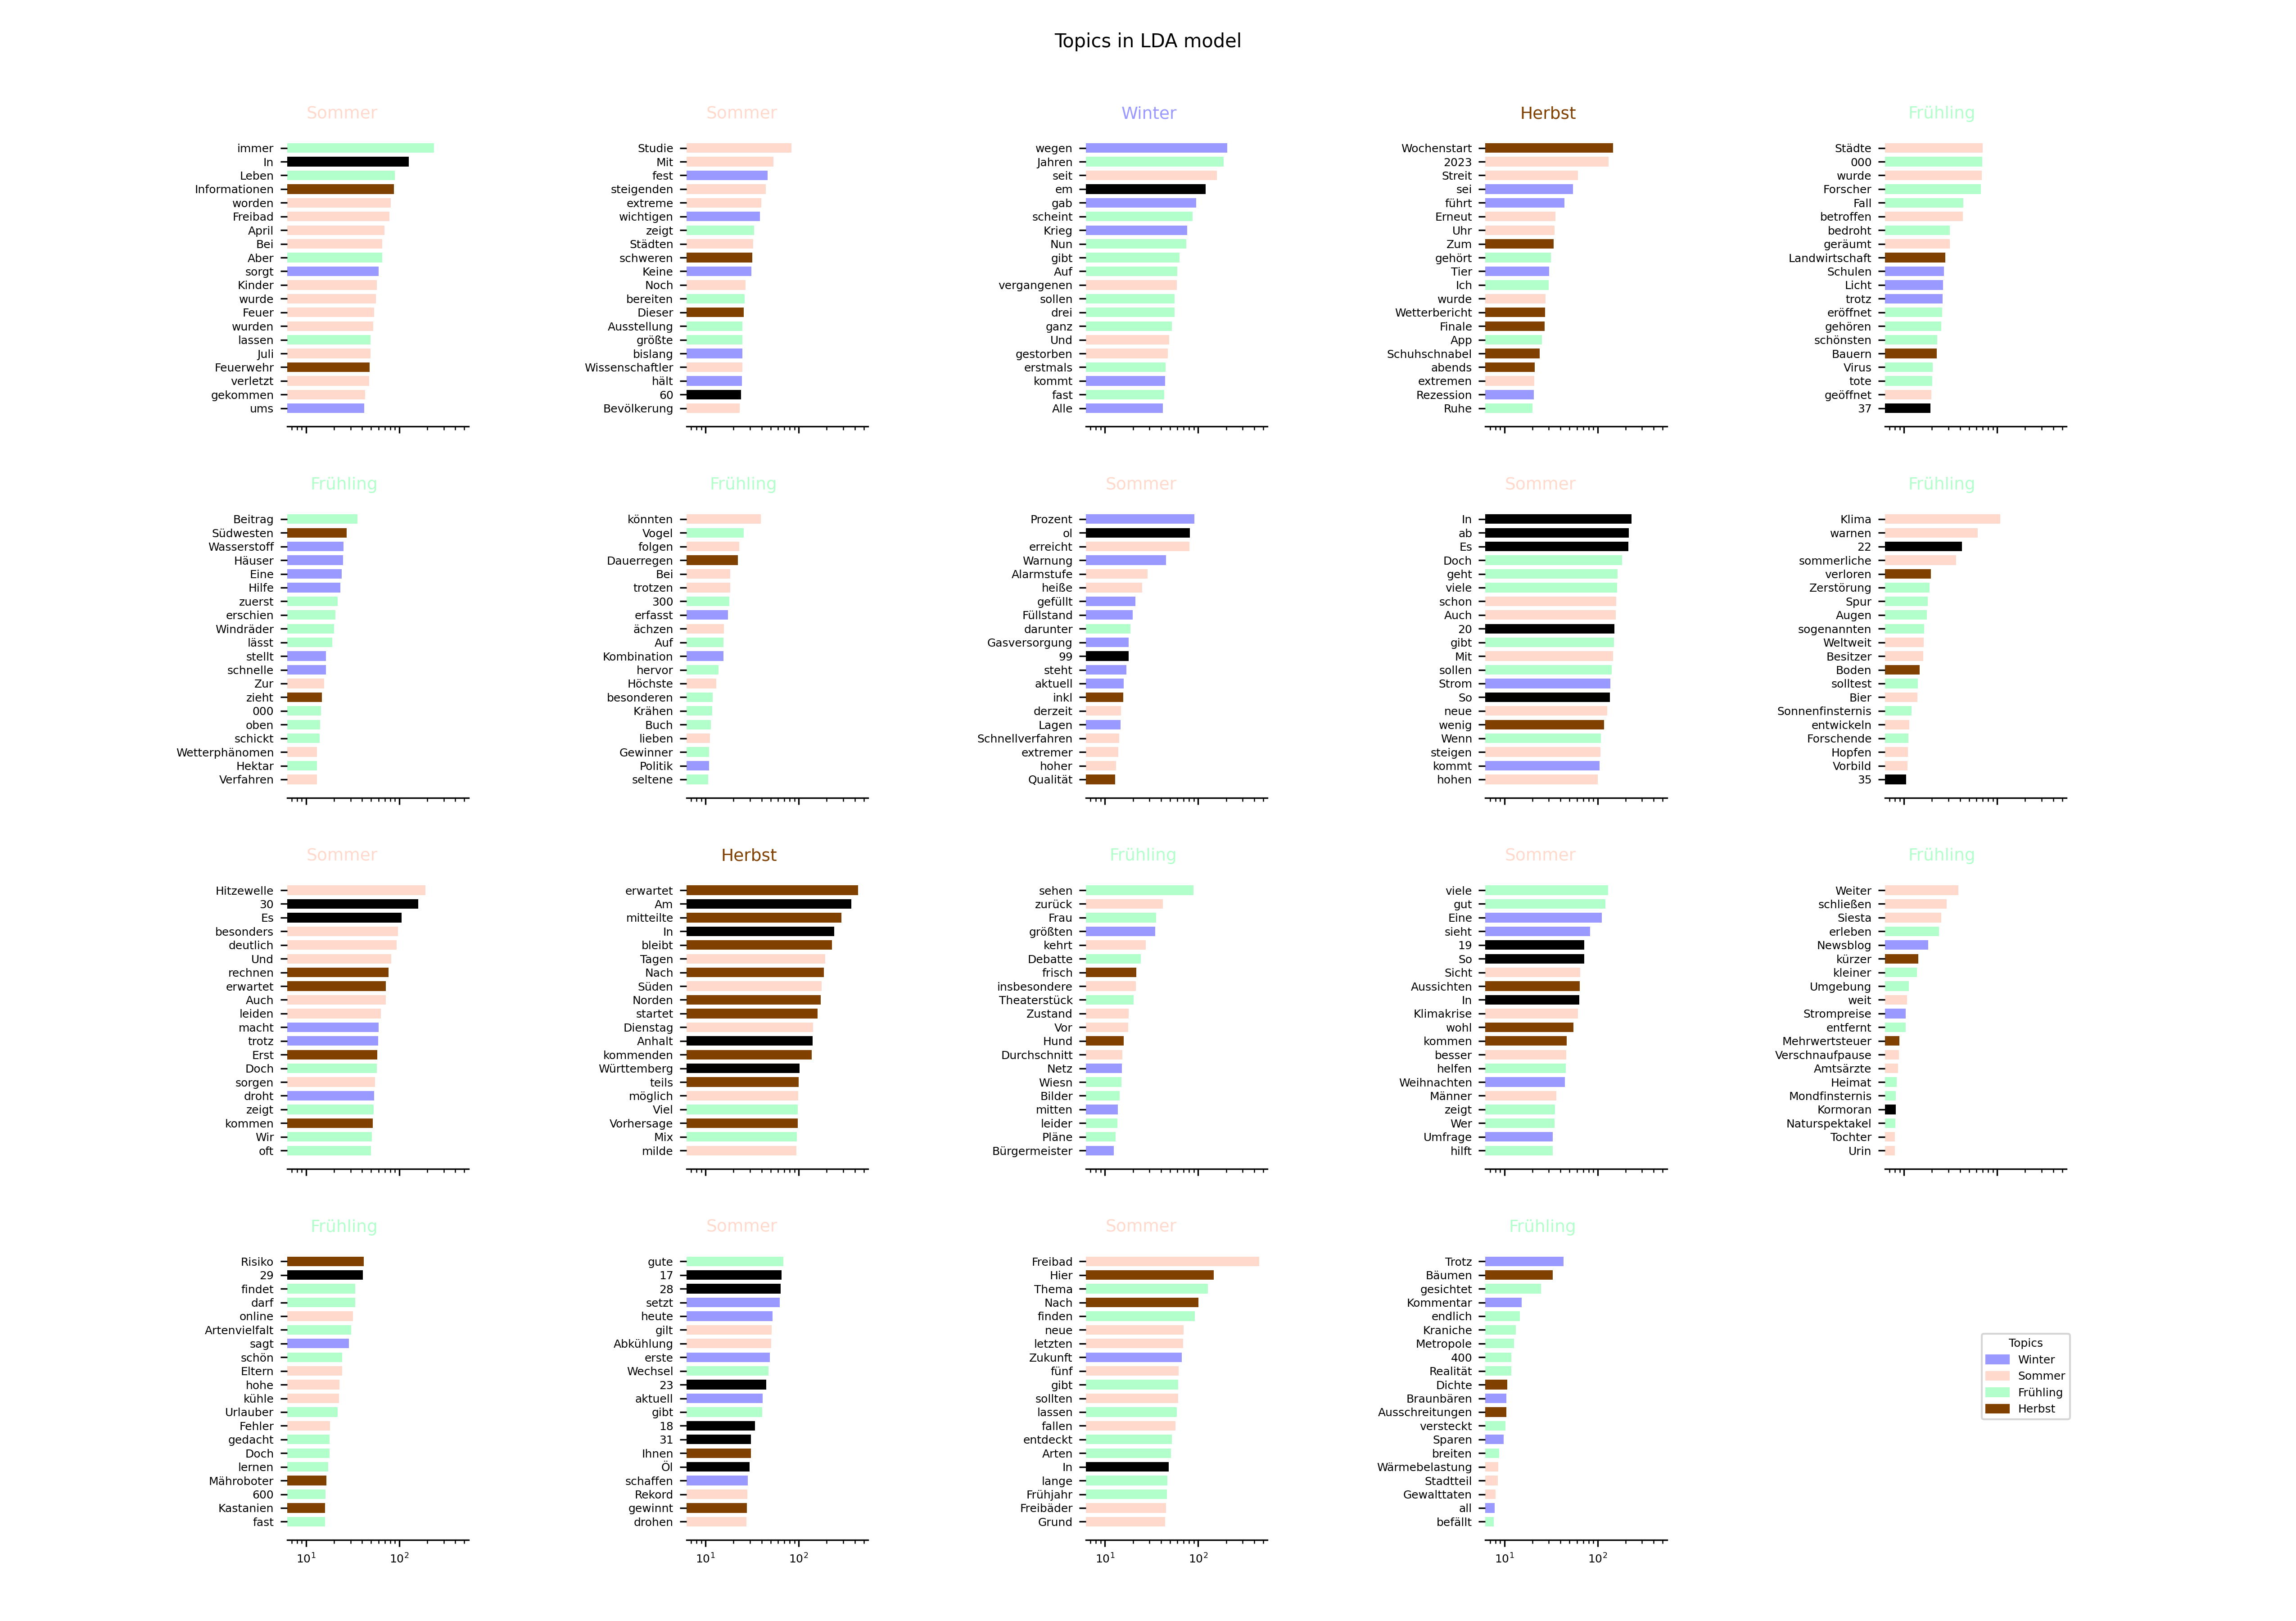 Topics in LDA model
Sommer
immer
In
Leben
Informationen
worden
Freibad
April
Bei
Aber
sorgt
Kinder
wurde
Feuer
wurden
lassen
Juli
Feuerwehr
verletzt
gekommen
ums
Sommer
Studie
Mit
fest
steigenden
extreme
wichtigen
zeigt
Städten
schweren
Keine
Noch
bereiten
Dieser
Ausstellung
größte
bislang
Wissenschaftler
hält
60
Bevölkerung
Winter
wegen
Jahren
seit
em
gab
scheint
Krieg
Nun
gibt
Auf
vergangenen
sollen
drei
ganz
Und
gestorben
erstmals
kommt
fast
Alle
Herbst
Wochenstart
2023
Streit
sei
führt
Erneut
Uhr
Zum
gehört
Tier
Ich
wurde
Wetterbericht
Finale
App
Schuhschnabel
abends
extremen
Rezession
Ruhe
Frühling
Städte
000
wurde
Forscher
Fall
betroffen
bedroht
geräumt
Landwirtschaft
Schulen
Licht
trotz
eröffnet
gehören
schönsten
Bauern
Virus
tote
geöffnet
37
Frühling
Beitrag
Südwesten
Wasserstoff
Häuser
Eine
Hilfe
zuerst
erschien
Windräder
lässt
stellt
schnelle
Zur
zieht
000
oben
schickt
Wetterphänomen
Hektar
Verfahren
Frühling
könnten
Vogel
folgen
Dauerregen
Bei
trotzen
300
erfasst
ächzen
Auf
Kombination
hervor
Höchste
besonderen
Krähen
Buch
lieben
Gewinner
Politik
seltene
Sommer
Prozent
ol
erreicht
Warnung
Alarmstufe
heiße
gefüllt
Füllstand
darunter
Gasversorgung
99
steht
aktuell
inkl
derzeit
Lagen
Schnellverfahren
extremer
hoher
Qualität
Sommer
In
ab
Es
Doch
geht
viele
schon
Auch
20
gibt
Mit
sollen
Strom
So
neue
wenig
Wenn
steigen
kommt
hohen
Frühling
Klima
warnen
22
sommerliche
verloren
Zerstörung
Spur
Augen
sogenannten
Weltweit
Besitzer
Boden
solltest
Bier
Sonnenfinsternis
entwickeln
Forschende
Hopfen
Vorbild
35
Sommer
Hitzewelle
30
Es
besonders
deutlich
Und
rechnen
erwartet
Auch
leiden
macht
trotz
Erst
Doch
sorgen
droht
zeigt
kommen
Wir
oft
Herbst
erwartet
Am
mitteilte
In
bleibt
Tagen
Nach
Süden
Norden
startet
Dienstag
Anhalt
kommenden
Württemberg
teils
möglich
Viel
Vorhersage
Mix
milde
Frühling
sehen
zurück
Frau
größten
kehrt
Debatte
frisch
insbesondere
Theaterstück
Zustand
Vor
Hund
Durchschnitt
Netz
Wiesn
Bilder
mitten
leider
Pläne
Bürgermeister
Sommer
viele
gut
Eine
sieht
19
So
Sicht
Aussichten
In
Klimakrise
wohl
kommen
besser
helfen
Weihnachten
Männer
zeigt
Wer
Umfrage
hilft
Frühling
Weiter
schließen
Siesta
erleben
Newsblog
kürzer
kleiner
Umgebung
weit
Strompreise
entfernt
Mehrwertsteuer
Verschnaufpause
Amtsärzte
Heimat
Mondfinsternis
Kormoran
Naturspektakel
Tochter
Urin
Frühling
Risiko
29
findet
darf
online
Artenvielfalt
sagt
schön
Eltern
hohe
kühle
Urlauber
Fehler
gedacht
Doch
lernen
Mähroboter
600
Kastanien
fast
10¹ 10²
Sommer
gute
17
28
setzt
heute
gilt
Abkühlung
erste
Wechsel
23
aktuell
gibt
18
31
Ihnen
Öl
schaffen
Rekord
gewinnt
drohen
10¹ 10²
Sommer
Freibad
Hier
Thema
Nach
finden
neue
letzten
Zukunft
fünf
gibt
sollten
lassen
fallen
entdeckt
Arten
In
lange
Frühjahr
Freibäder
Grund
10¹ 10²
Frühling
Trotz
Bäumen
gesichtet
Kommentar
endlich
Kraniche
Metropole
400
Realität
Dichte
Braunbären
Ausschreitungen
versteckt
Sparen
breiten
Wärmebelastung
Stadtteil
Gewalttaten
all
befällt
10¹ 10²
Topics
Winter
Sommer
Frühling
Herbst